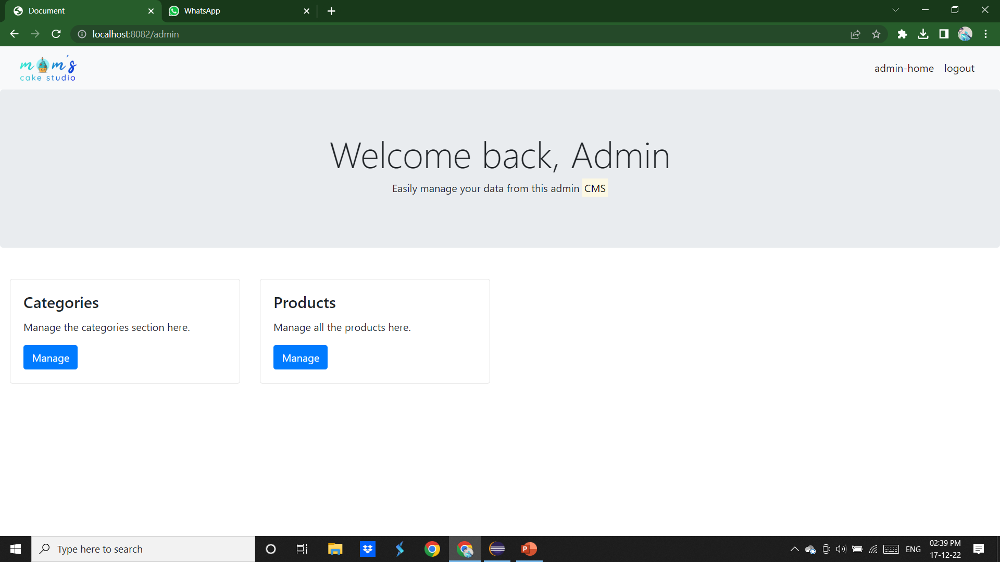 Document
WhatsApp
localhost:8082/admin
mom's
cake studio
admin-home
logout
Welcome back, Admin
Easily manage your data from this admin CMS
Categories
Manage the categories section here.
Manage
Products
Manage all the products here.
Manage
Type here to search
P
ENG
02:39 PM
17-12-22